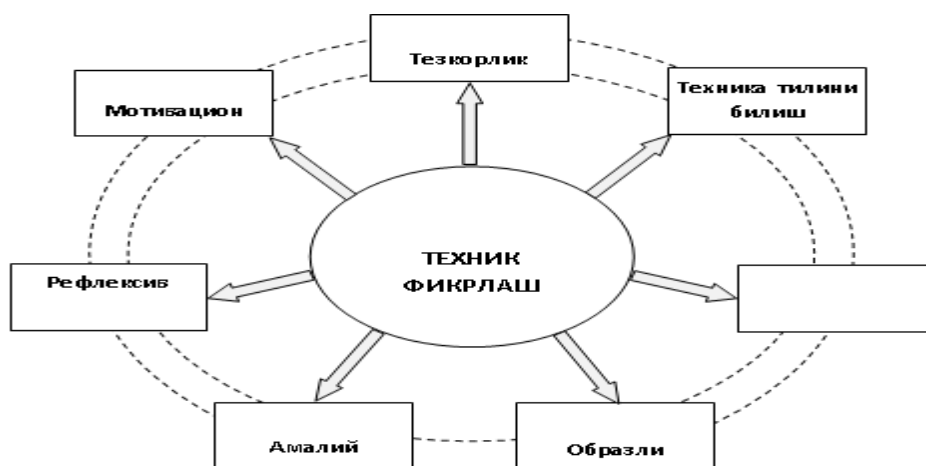 Тезкорлик
Мотивацион
Техника тилини
билиш
ТЕХНИК
ФИКРЛАШ
Рефлексив
Амалий
Образли